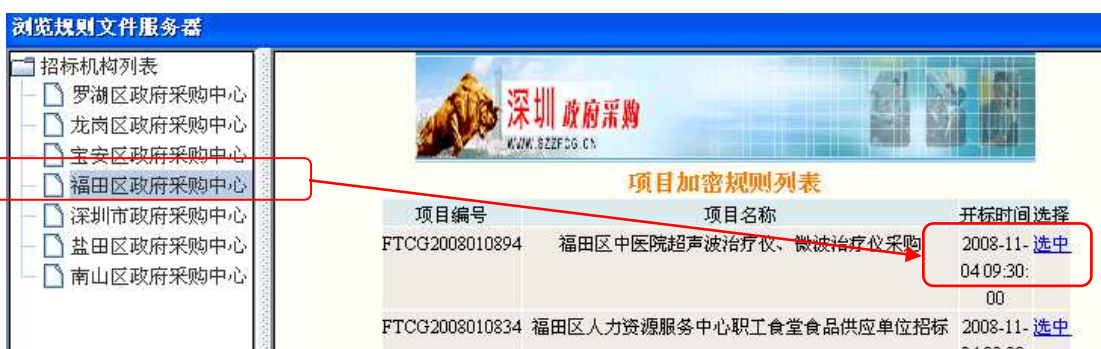 浏览规则文件服务器
招标机构列表
罗湖区政府采购中心
龙岗区政府采购中心
宝安区政府采购中心
福田区政府采购中心
深圳市政府采购中心
盐田区政府采购中心
南山区政府采购中心
深圳 政府采购
WWW.SZZFCG.CN
项目加密规则列表
项目编号 项目名称 开标时间 选择
FTCG2008010894 福田区中医院超声波治疗仪、微波治疗仪采购 2008-11- 选中
04 09:30:
00
FTCG2008010834 福田区人力资源服务中心职工食堂食品供应单位招标 2008-11- 选中